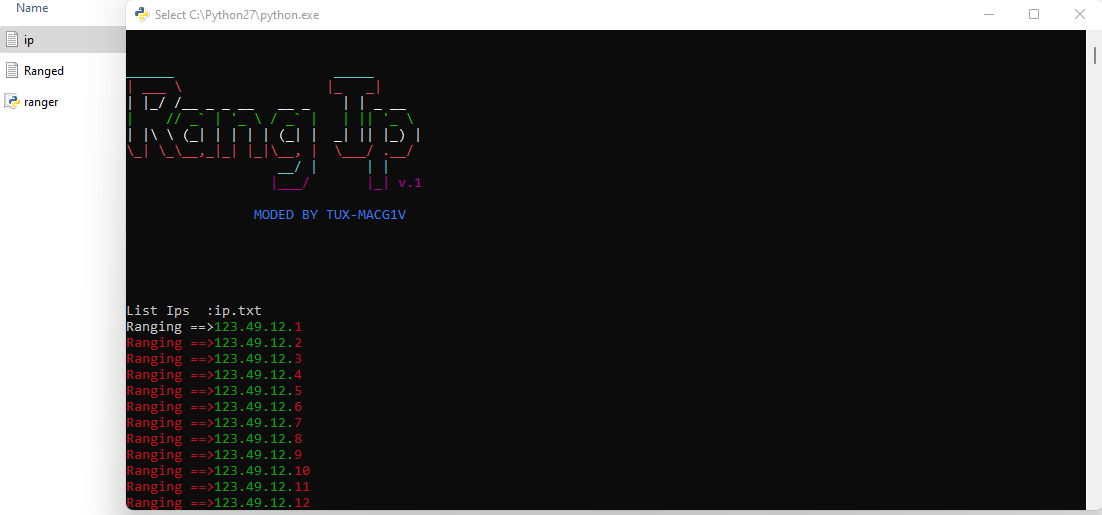 Name
ip
Ranged
ranger
Select C:\Python27\python.exe
Rang Ip
v.1
MODED BY TUX-MACG1V
List Ips  :ip.txt
Ranging ==>123.49.12.1
Ranging ==>123.49.12.2
Ranging ==>123.49.12.3
Ranging ==>123.49.12.4
Ranging ==>123.49.12.5
Ranging ==>123.49.12.6
Ranging ==>123.49.12.7
Ranging ==>123.49.12.8
Ranging ==>123.49.12.9
Ranging ==>123.49.12.10
Ranging ==>123.49.12.11
Ranging ==>123.49.12.12